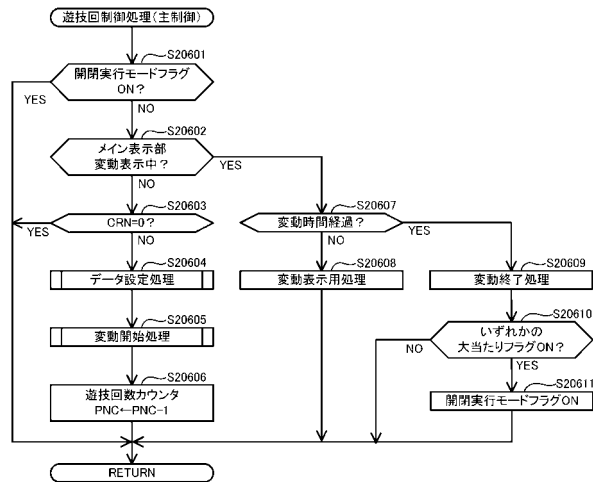 遊技回制御処理(主制御)
S20601
開閉実行モードフラグ
ON?
YES
NO
S20602
メイン表示部
変動表示中?
YES
NO
S20603
CRN=0?
YES
NO
S20604
データ設定処理
S20605
変動開始処理
S20606
遊技回数カウンタ
PNC←PNC-1
S20607
変動時間経過?
YES
NO
S20608
変動表示用処理
S20609
変動終了処理
S20610
いずれかの
大当たりフラグON?
NO
YES
S20611
開閉実行モードフラグON
RETURN